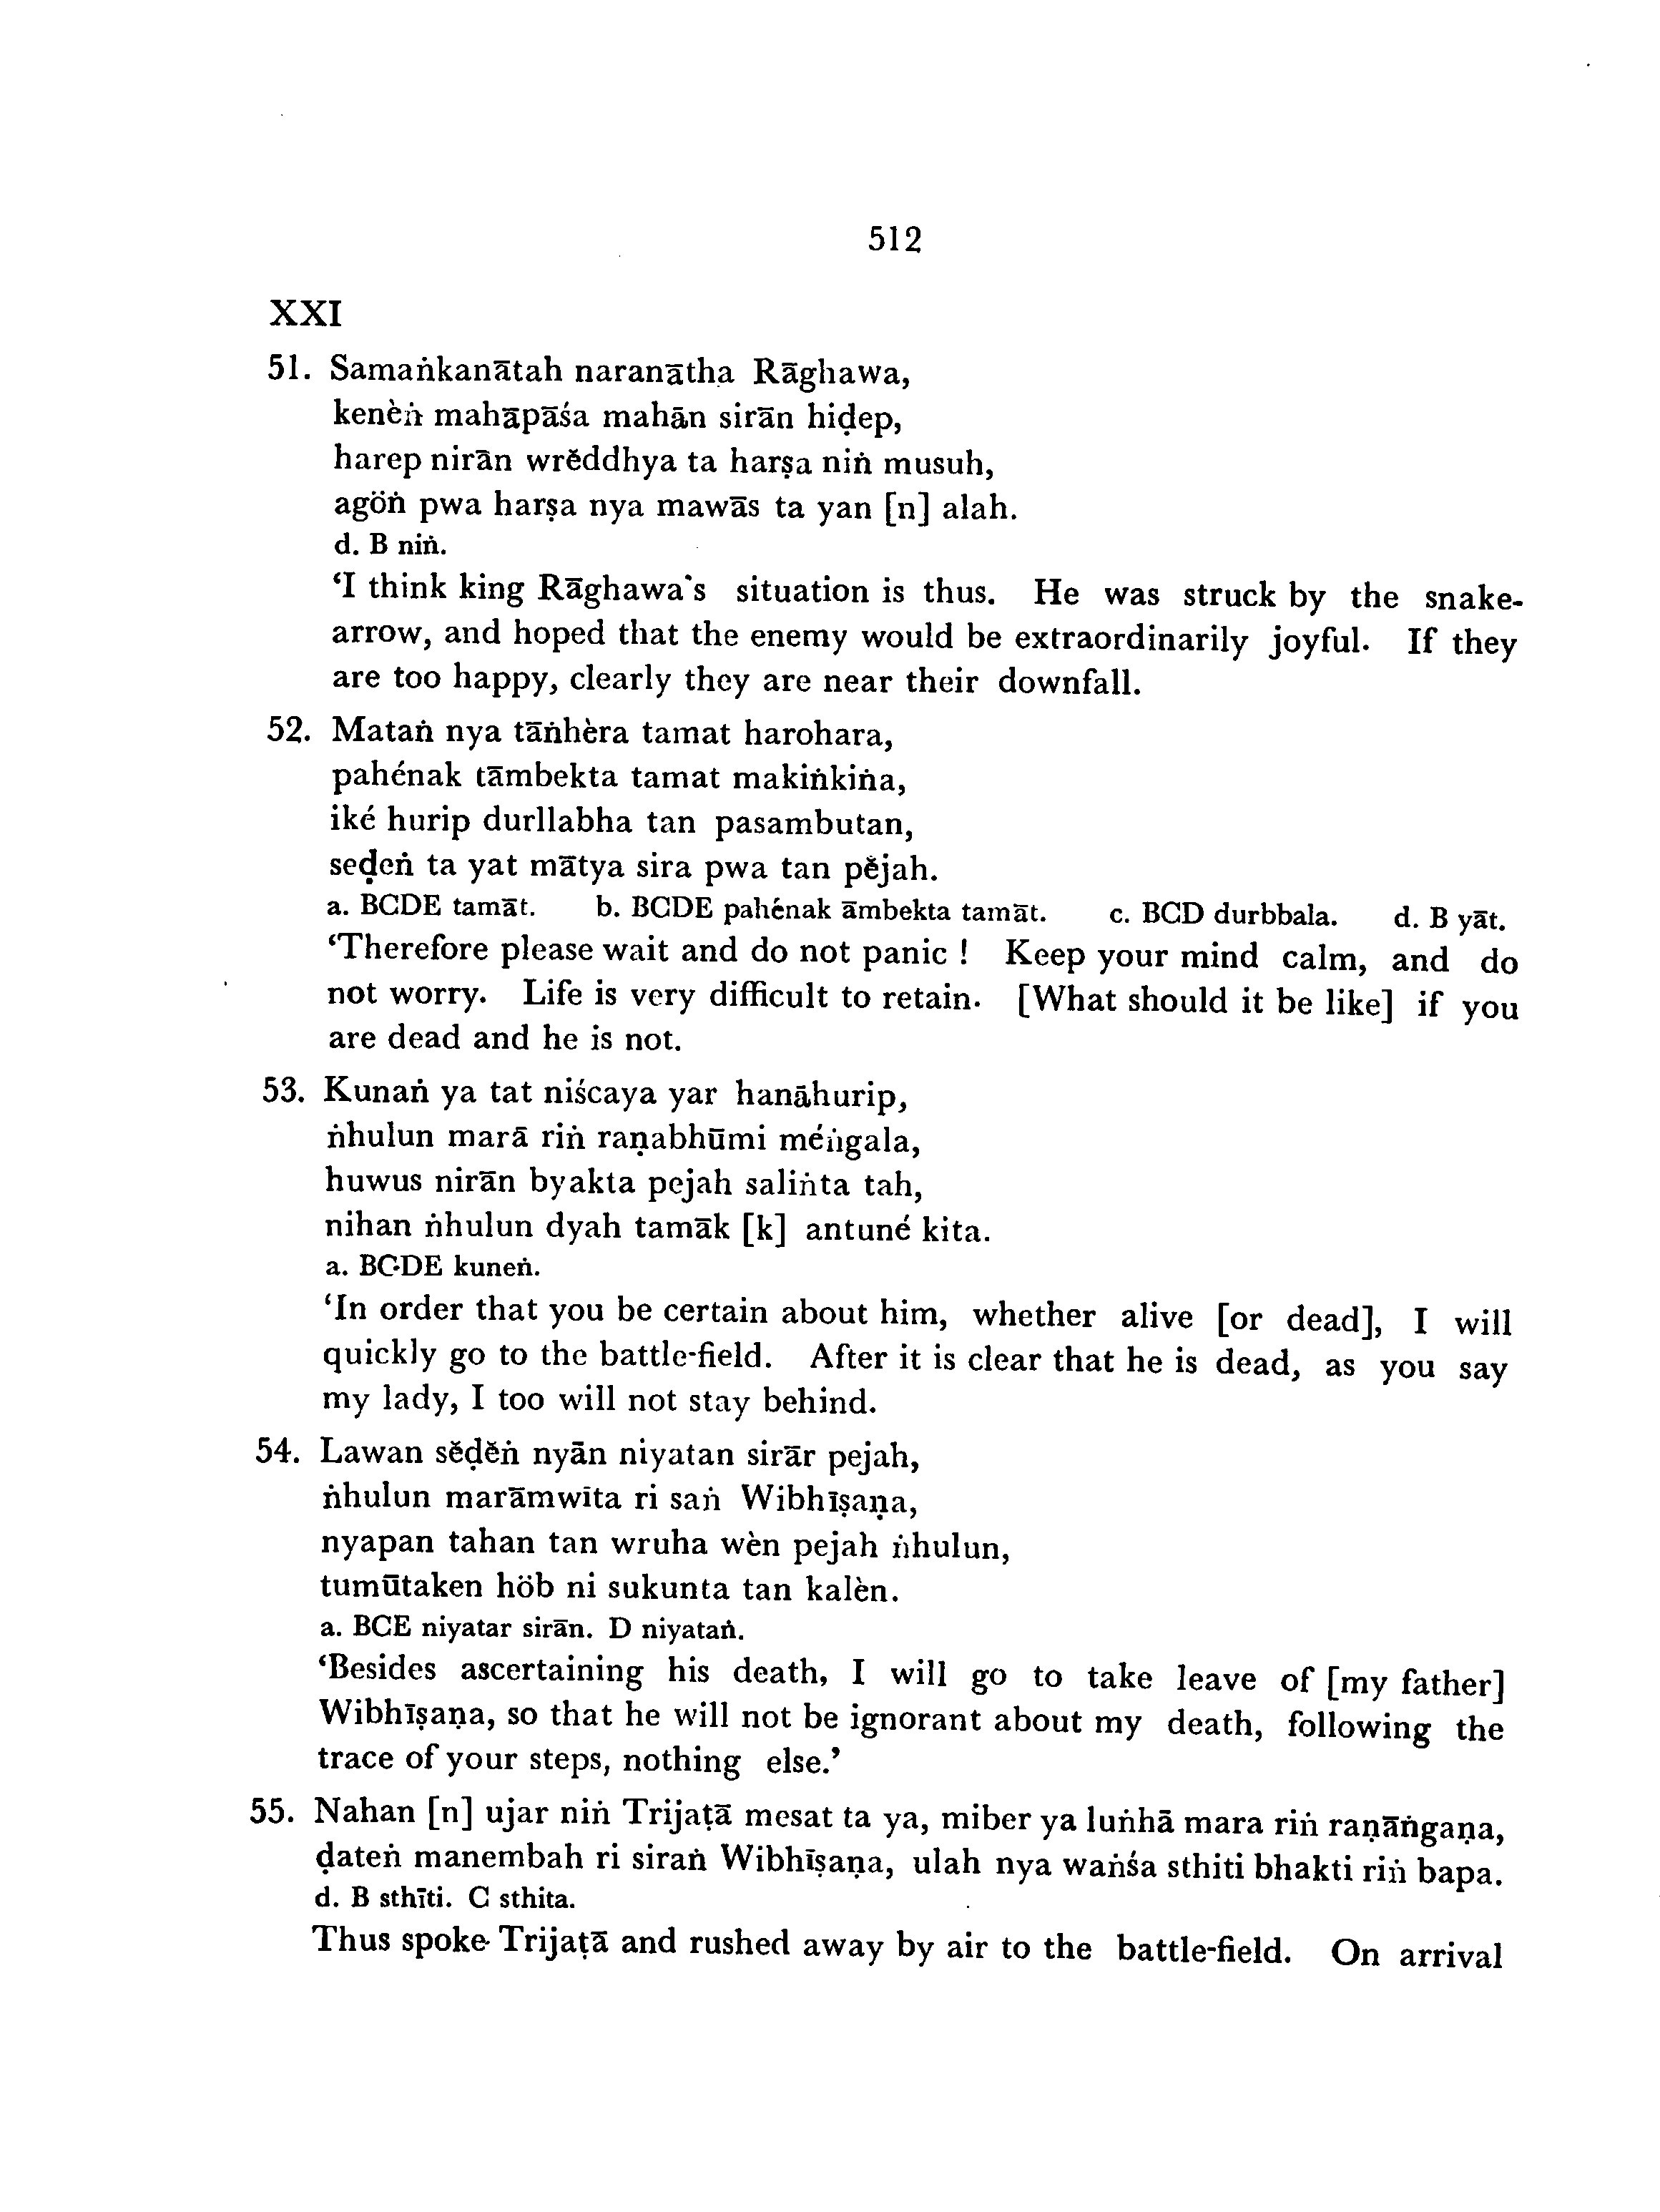 512
XXI
51. Samaṅkanātah naranātha Rāghawa,
kenèṅ mahāpāśa mahān sirān hiḍep,
harep nirān wrĕddhya ta harṣa niṅ musuh,
agöṅ pwa harṣa nya mawās ta yan [n] alah.
d. B niṅ.
‘I think king Rāghawa's situation is thus. He was struck by the snake-
arrow, and hoped that the enemy would be extraordinarily joyful. If they
are too happy, clearly they are near their downfall.
52. Mataṅ nya tāṅhèra tamat harohara,
pahénak tāmbekta tamat makiṅkiṅa,
iké hurip durllabha tan pasambutan,
seḍeṅ ta yat mātya sira pwa tan pĕjah.
a. BCDE tamāt. b. BCDE pahénak āmbekta tamāt. c. BCD durbbala. d. B yāt.
‘Therefore please wait and do not panic ! Keep your mind calm, and do
not worry. Life is very difficult to retain. [What should it be like] if you
are dead and he is not.
53. Kunaṅ ya tat niścaya yar hanāhurip,
ṅhulun marā riṅ raṇabhūmi méṅgala,
huwus nirān byakta pejah saliṅta tah,
nihan ṅhulun dyah tamāk [k] antuné kita.
a. BCDE kuneṅ.
‘In order that you be certain about him, whether alive [or dead], I will
quickly go to the battle-field. After it is clear that he is dead, as you say
my lady, I too will not stay behind.
54. Lawan sĕḍĕṅ nyān niyatan sirār pejah,
ṅhulun marāmwīta ri saṅ Wibhīṣaṇa,
nyapan tahan tan wruha wèn pejah ṅhulun,
tumūtaken höb ni sukunta tan kalèn.
a. BCE niyatar sirān. D niyataṅ.
‘Besides ascertaining his death, I will go to take leave of [my father]
Wibhīṣaṇa, so that he will not be ignorant about my death, following the
trace of your steps, nothing else.’
55. Nahan [n] ujar niṅ Trijaṭā mesat ta ya, miber ya luṅhā mara riṅ raṇāṅgaṇa,
ḍateṅ manembah ri siraṅ Wibhīṣaṇa, ulah nya waṅśa sthiti bhakti riṅ bapa.
d. B sthīti. C sthita.
Thus spoke Trijaṭā and rushed away by air to the battle-field. On arrival